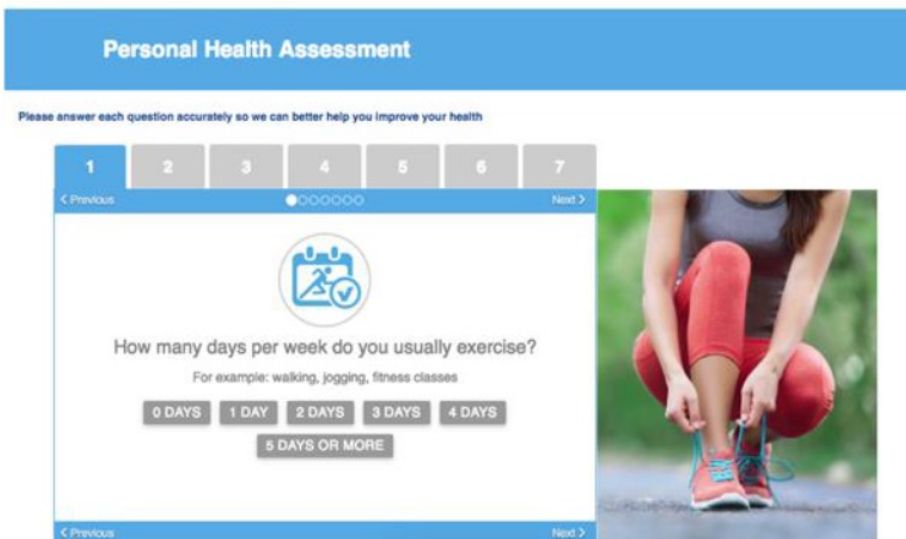 Personal Health Assessment
Please answer each question accurately so we can better help you improve your health
1 2 3 4 5 6 7
< Previous Next >
How many days per week do you usually exercise?
For example: walking, jogging, fitness classes
0 DAYS 1 DAY 2 DAYS 3 DAYS 4 DAYS
5 DAYS OR MORE
< Previous Next >